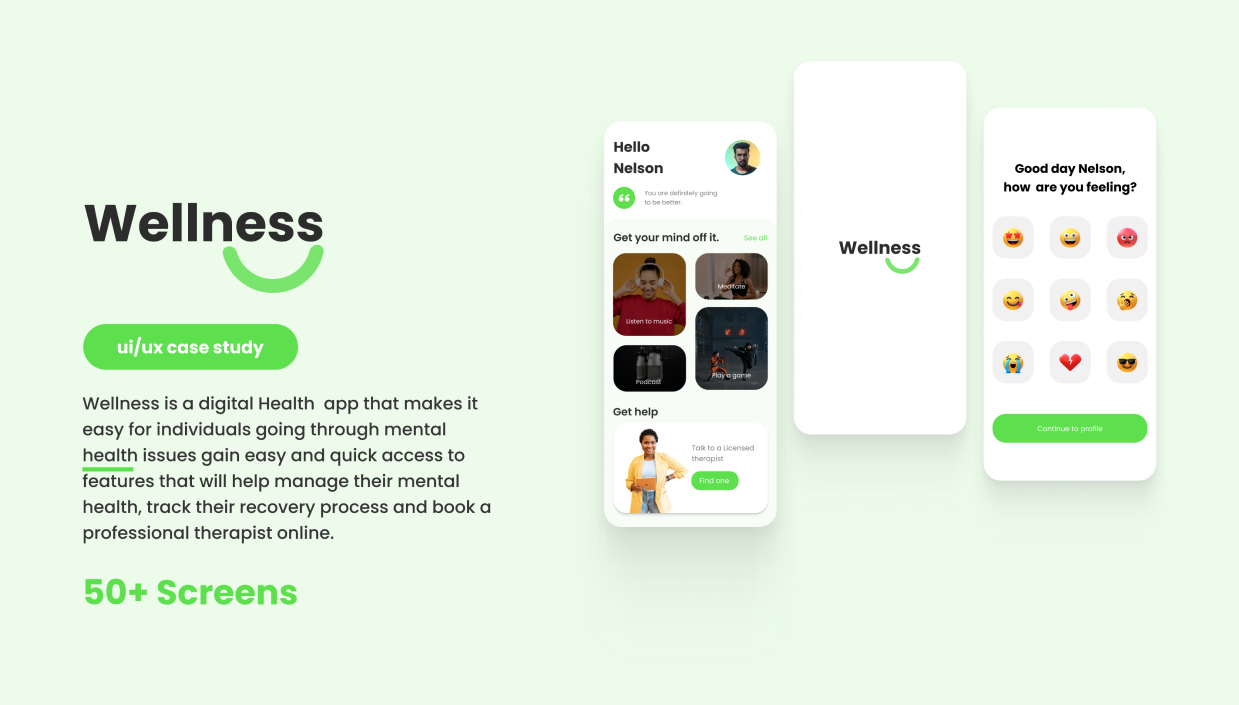 Wellness
ui/ux case study
Wellness is a digital Health  app that makes it
easy for individuals going through mental
health issues gain easy and quick access to
features that will help manage their mental
health, track their recovery process and book a
professional therapist online.
50+ Screens
Hello
Nelson
You are definitely going
to be better.
Get your mind off it.
See all
Listen to music
Meditate
Podcast
Play a game
Get help
Talk to a Licensed
therapist
Find one
Wellness
Good day Nelson,
how  are you feeling?
Continue to profile